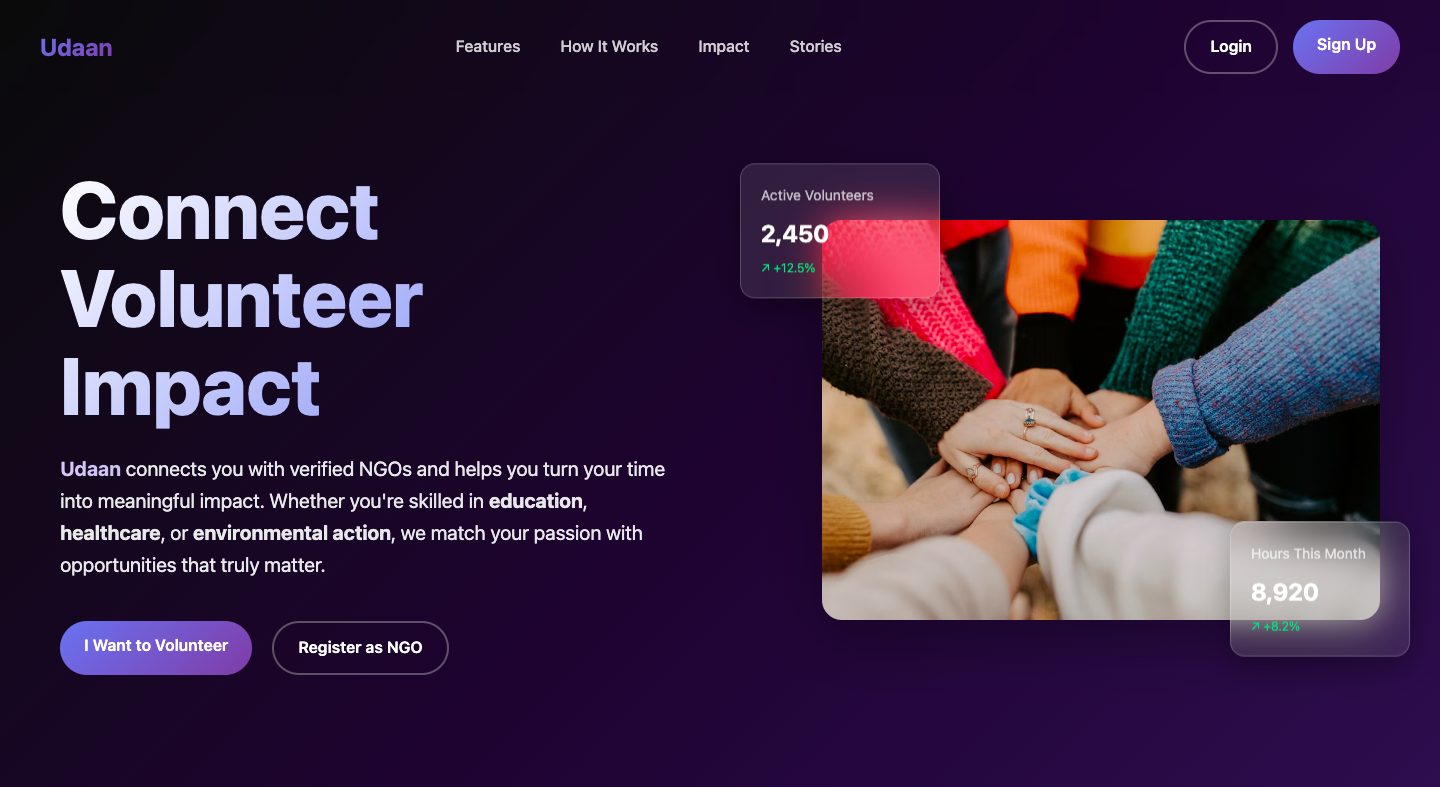 Udaan
Features
How It Works
Impact
Stories
Login
Sign Up
Connect
Volunteer
Impact
Udaan connects you with verified NGOs and helps you turn your time
into meaningful impact. Whether you're skilled in education,
healthcare, or environmental action, we match your passion with
opportunities that truly matter.
I Want to Volunteer
Register as NGO
Active Volunteers
2,450
↗ +12.5%
Hours This Month
8,920
↗ +8.2%